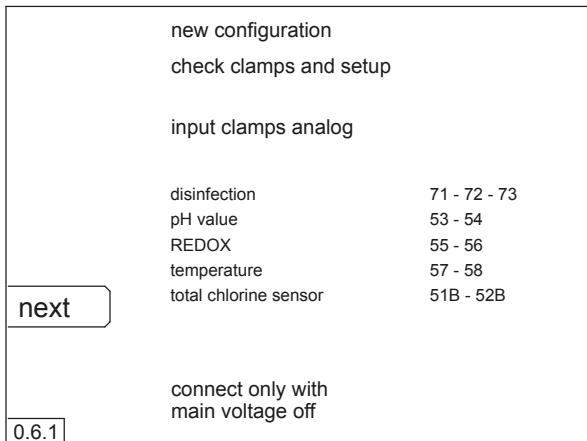 new configuration
check clamps and setup
input clamps analog
disinfection 71 - 72 - 73
pH value 53 - 54
REDOX 55 - 56
temperature 57 - 58
total chlorine sensor 51B - 52B
next
connect only with
main voltage off
0.6.1